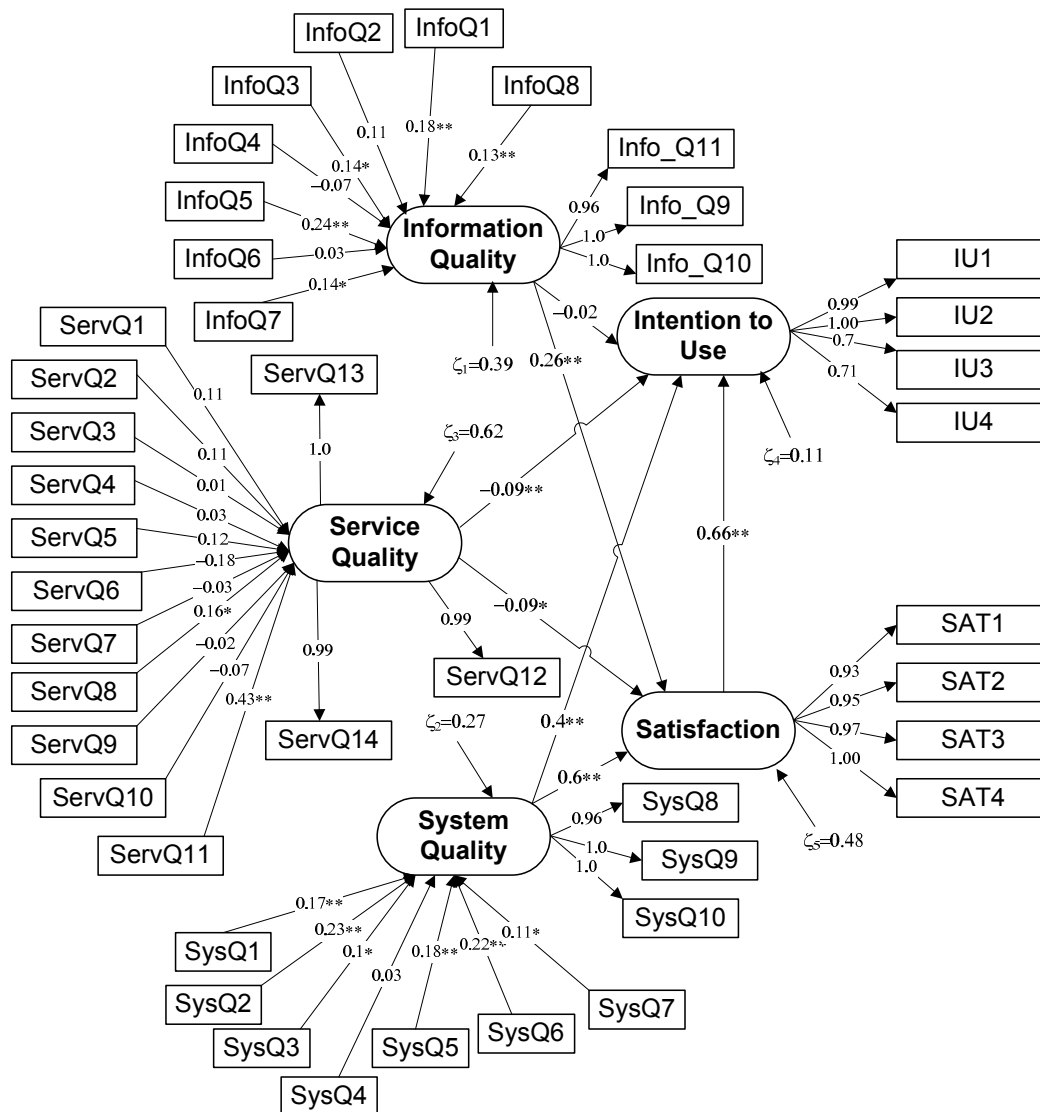 InfoQ1
InfoQ2
InfoQ3
InfoQ8
InfoQ4
InfoQ5
InfoQ6
InfoQ7
0.18**
0.11
0.14*
0.13**
−0.07
0.24**
0.03
0.14*
Information
Quality
Info_Q11
Info_Q9
Info_Q10
0.96
1.0
1.0
ζ1=0.39
−0.02
0.26**
Intention to
Use
IU1
IU2
IU3
IU4
0.99
1.00
0.7
0.71
ζ4=0.11
ServQ1
ServQ2
ServQ3
ServQ4
ServQ5
ServQ6
ServQ7
ServQ8
ServQ9
ServQ10
ServQ11
0.11
0.11
0.01
0.03
0.12
−0.18
−0.03
0.16*
−0.02
−0.07
0.43**
ServQ13
1.0
ζ3=0.62
Service
Quality
0.99
ServQ14
0.99
ServQ12
−0.09**
−0.09*
0.66**
0.4**
0.6**
Satisfaction
SAT1
SAT2
SAT3
SAT4
0.93
0.95
0.97
1.00
ζ5=0.48
ζ2=0.27
System
Quality
SysQ8
SysQ9
SysQ10
0.96
1.0
1.0
0.17**
0.23**
0.1*
0.03
0.18**
0.22**
0.11*
SysQ1
SysQ2
SysQ3
SysQ4
SysQ5
SysQ6
SysQ7